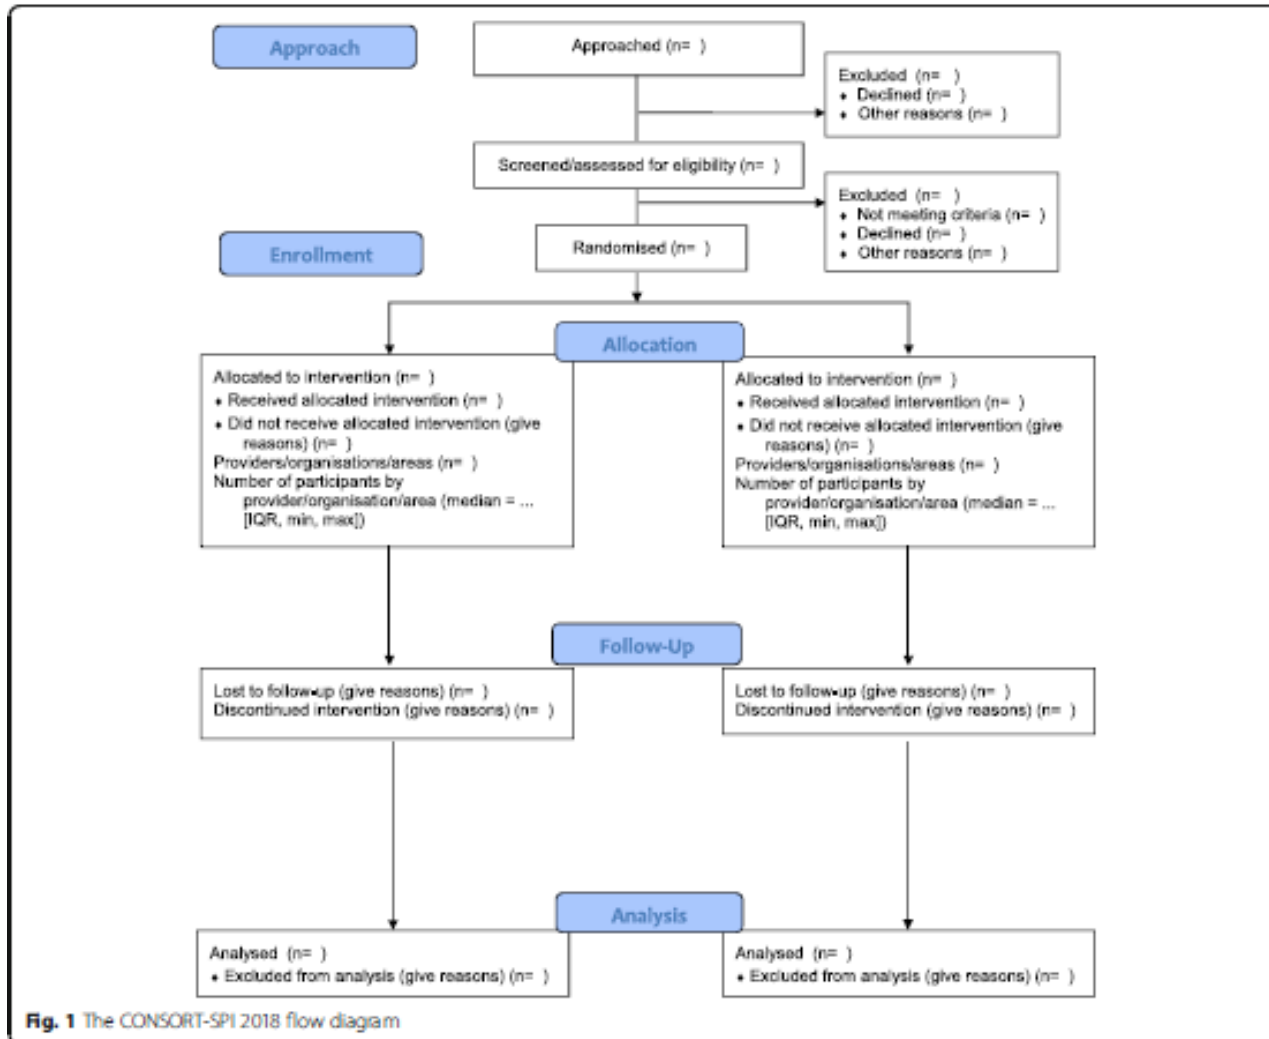 Approach
Approached (n= )
Excluded (n= )
♦ Declined (n= )
♦ Other reasons (n= )
Screened/assessed for eligibility (n= )
Excluded (n= )
♦ Not meeting criteria (n= )
♦ Declined (n= )
♦ Other reasons (n= )
Enrollment
Randomised (n= )
Allocation
Allocated to intervention (n= )
♦ Received allocated intervention (n= )
♦ Did not receive allocated intervention (give
reasons) (n= )
Providers/organisations/areas (n= )
Number of participants by
provider/organisation/area (median = ...
[IQR, min, max])
Allocated to intervention (n= )
♦ Received allocated intervention (n= )
♦ Did not receive allocated intervention (give
reasons) (n= )
Providers/organisations/areas (n= )
Number of participants by
provider/organisation/area (median = ...
[IQR, min, max])
Follow-Up
Lost to follow-up (give reasons) (n= )
Discontinued intervention (give reasons) (n= )
Lost to follow-up (give reasons) (n= )
Discontinued intervention (give reasons) (n= )
Analysis
Analysed (n= )
♦ Excluded from analysis (give reasons) (n= )
Analysed (n= )
♦ Excluded from analysis (give reasons) (n= )
Fig. 1 The CONSORT-SPI 2018 flow diagram